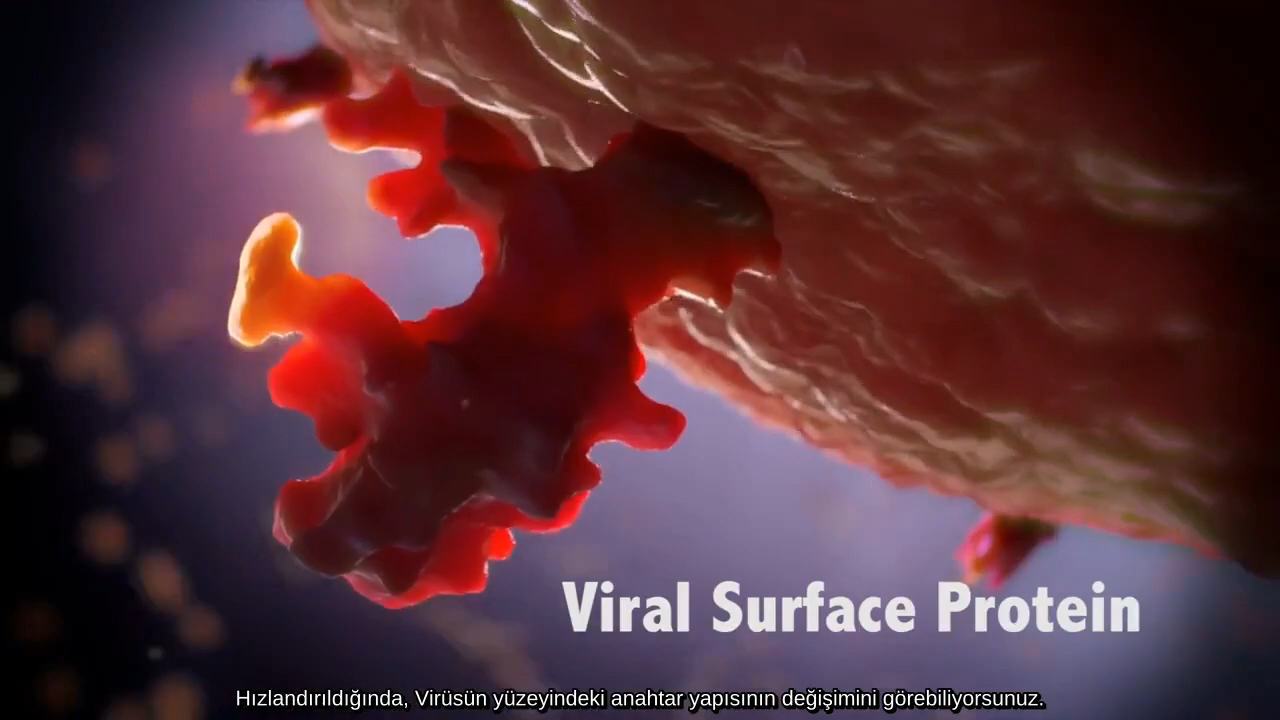 Viral Surface Protein
Hızlandırıldığında, Virüsün yüzeyindeki anahtar yapısının değişimini görebiliyorsunuz.